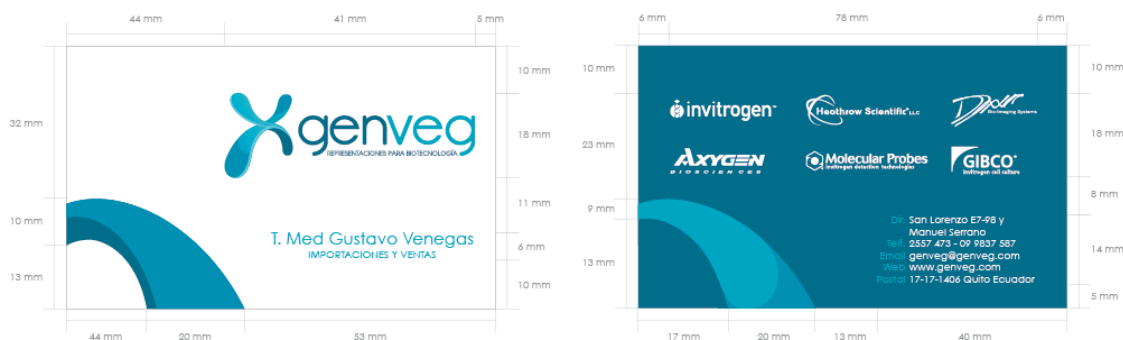 44 mm 41 mm 5 mm
10 mm
18 mm
32 mm
genveg
REPRESENTACIONES PARA BIOTECNOLOGÍA
11 mm
10 mm
T. Med Gustavo Venegas
IMPORTACIONES Y VENTAS
6 mm
13 mm
10 mm
44 mm 20 mm 53 mm
6 mm 78 mm 6 mm
10 mm 10 mm
invitrogen™ Heathrow Scientific® LLC
BioImaging Systems
18 mm
23 mm
AXYGEN BIOSCIENCES
Molecular Probes
invitrogen detection technologies
GIBCO®
invitrogen cell culture
8 mm
9 mm
Dir. San Lorenzo E7-98 y
Manuel Serrano
Telf. 2557 473 - 09 9837 587
Email genveg@genveg.com
Web www.genveg.com
Postal 17-17-1406 Quito Ecuador
14 mm
13 mm
5 mm
17 mm 20 mm 13 mm 40 mm